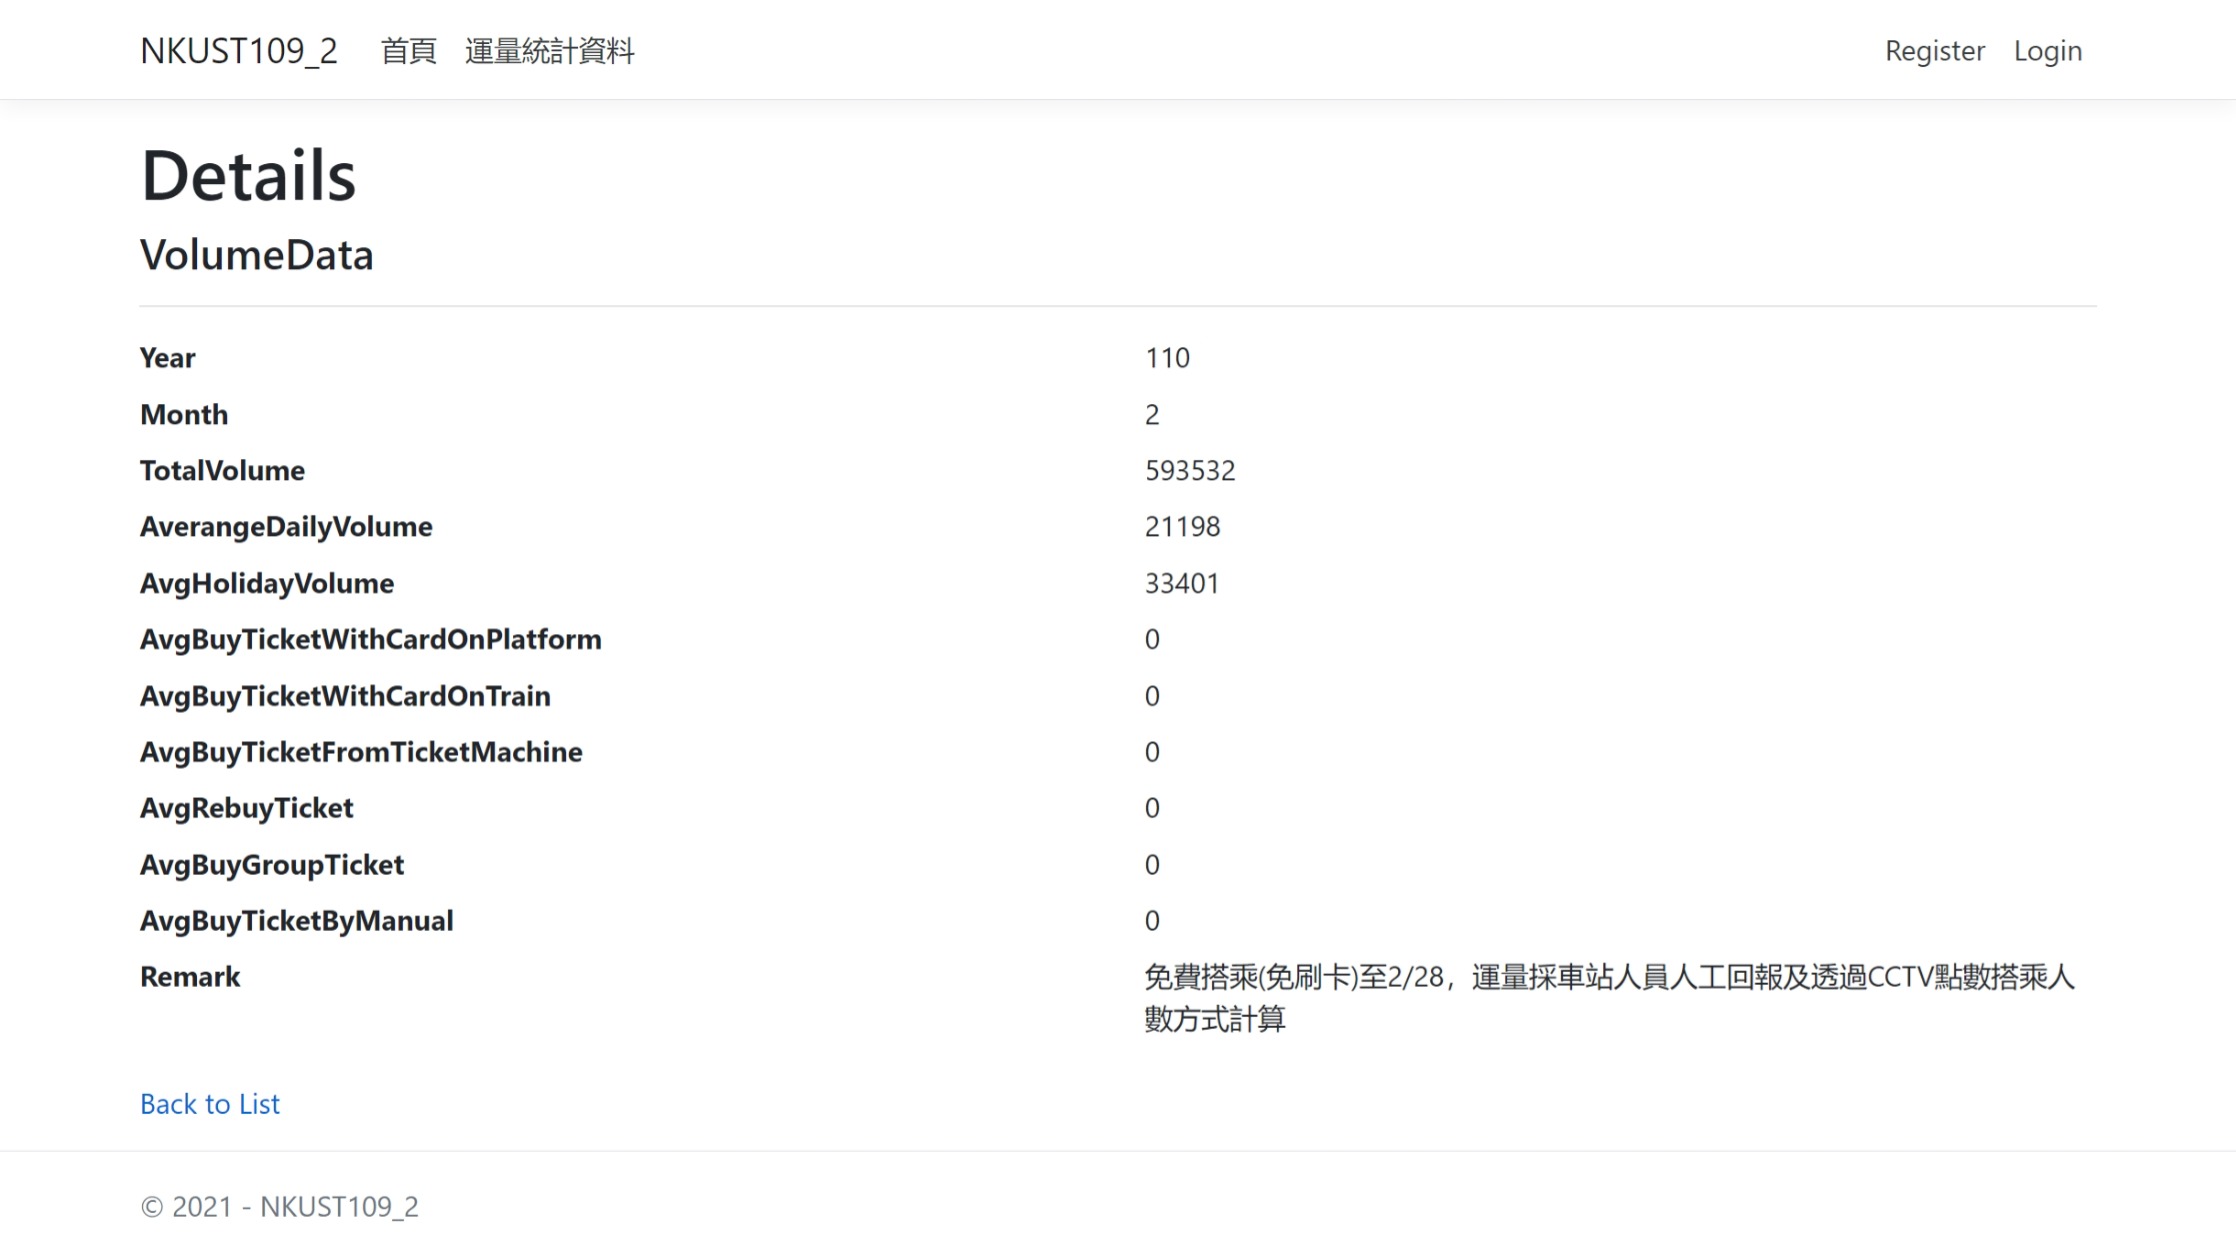 NKUST109_2 首頁 運量統計資料 Register Login
Details
VolumeData
Year 110
Month 2
TotalVolume 593532
AverangeDailyVolume 21198
AvgHolidayVolume 33401
AvgBuyTicketWithCardOnPlatform 0
AvgBuyTicketWithCardOnTrain 0
AvgBuyTicketFromTicketMachine 0
AvgRebuyTicket 0
AvgBuyGroupTicket 0
AvgBuyTicketByManual 0
Remark 免費搭乘(免刷卡)至2/28，運量採車站人員人工回報及透過CCTV點數搭乘人
數方式計算
Back to List
© 2021 - NKUST109_2